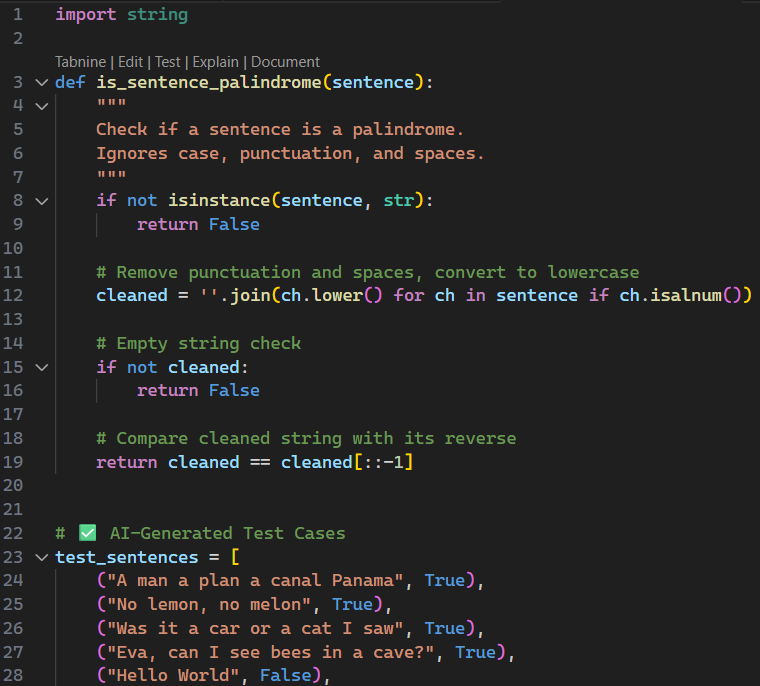 1 import string
2
Tabnine | Edit | Test | Explain | Document
3 def is_sentence_palindrome(sentence):
4     """
5     Check if a sentence is a palindrome.
6     Ignores case, punctuation, and spaces.
7     """
8     if not isinstance(sentence, str):
9         return False
10
11     # Remove punctuation and spaces, convert to lowercase
12     cleaned = ''.join(ch.lower() for ch in sentence if ch.isalnum())
13
14     # Empty string check
15     if not cleaned:
16         return False
17
18     # Compare cleaned string with its reverse
19     return cleaned == cleaned[::-1]
20
21
22 # ✅ AI-Generated Test Cases
23 test_sentences = [
24     ("A man a plan a canal Panama", True),
25     ("No lemon, no melon", True),
26     ("Was it a car or a cat I saw", True),
27     ("Eva, can I see bees in a cave?", True),
28     ("Hello World", False),